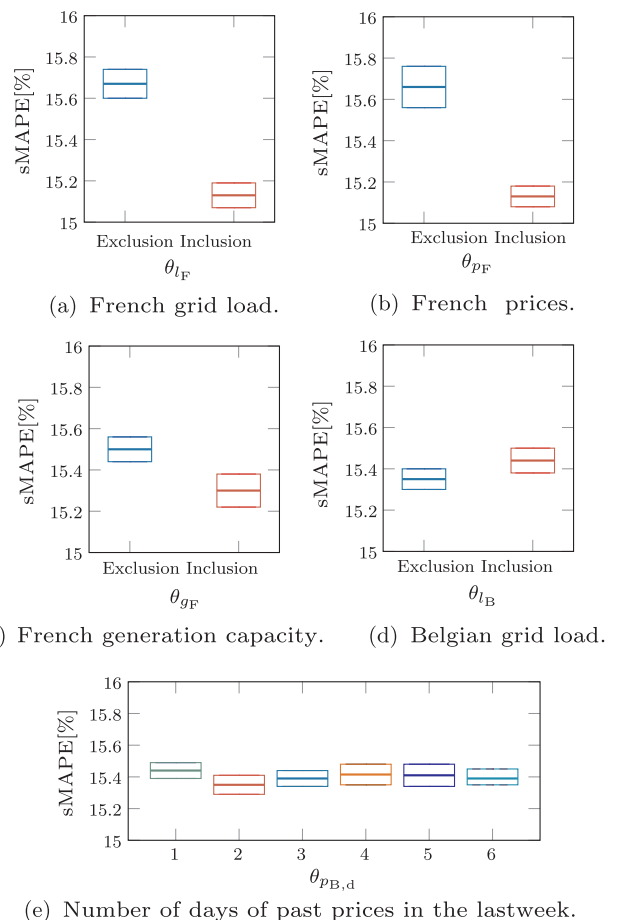 16
15.8
15.6
15.4
15.2
15
sMAPE[%]
Exclusion Inclusion
θ_{l_F}
(a) French grid load.
16
15.8
15.6
15.4
15.2
15
sMAPE[%]
Exclusion Inclusion
θ_{p_F}
(b) French prices.
16
15.8
15.6
15.4
15.2
15
sMAPE[%]
Exclusion Inclusion
θ_{g_F}
) French generation capacity.
16
15.8
15.6
15.4
15.2
15
sMAPE[%]
Exclusion Inclusion
θ_{l_B}
(d) Belgian grid load.
16
15.8
15.6
15.4
15.2
15
sMAPE[%]
1 2 3 4 5 6
θ_{p_{B,d}}
(e) Number of days of past prices in the lastweek.